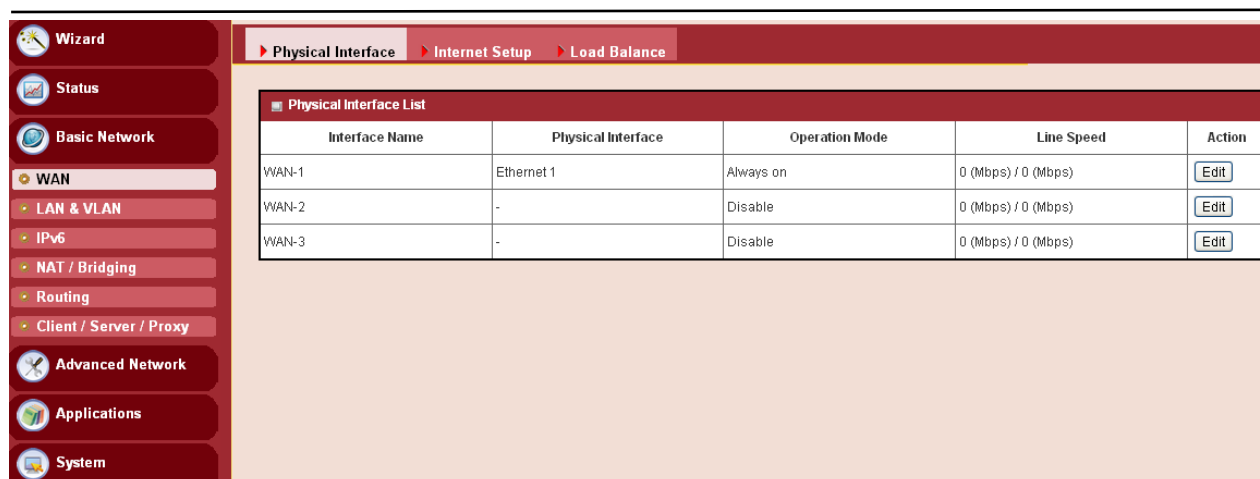 Wizard
Status
Basic Network
WAN
LAN & VLAN
IPv6
NAT / Bridging
Routing
Client / Server / Proxy
Advanced Network
Applications
System
Physical Interface Internet Setup Load Balance
Physical Interface List
Interface Name Physical Interface Operation Mode Line Speed Action
WAN-1 Ethernet 1 Always on 0 (Mbps) / 0 (Mbps) Edit
WAN-2 - Disable 0 (Mbps) / 0 (Mbps) Edit
WAN-3 - Disable 0 (Mbps) / 0 (Mbps) Edit